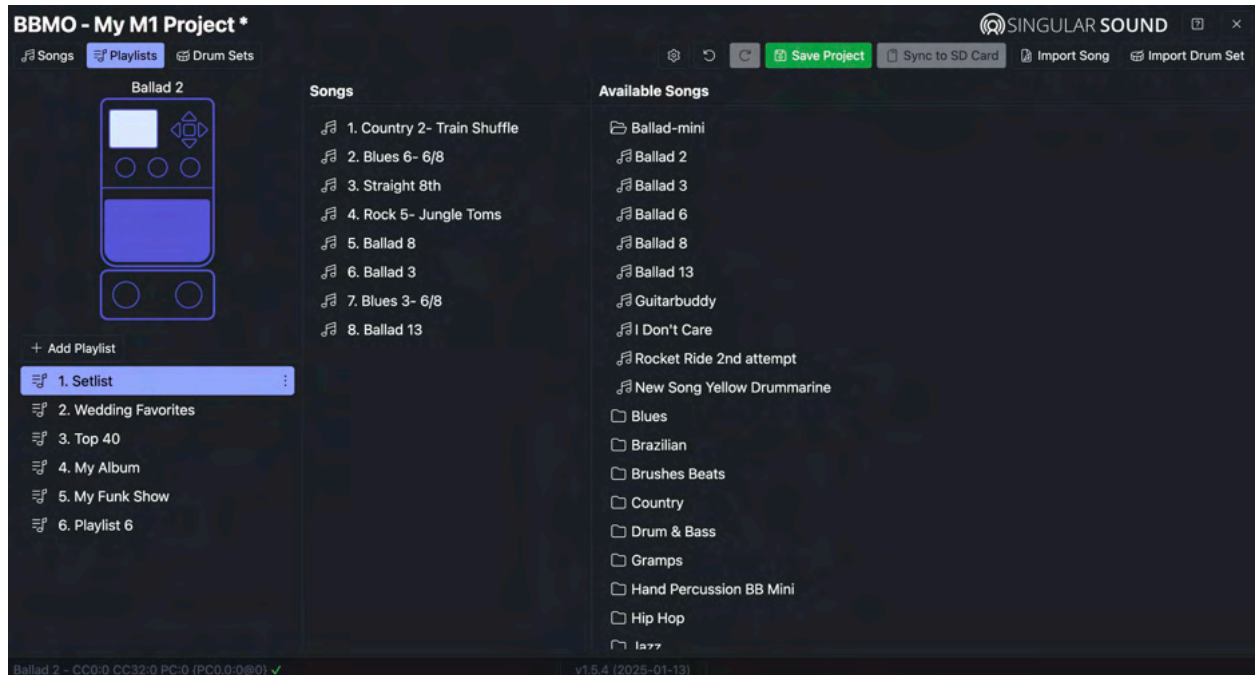 BBMO - My M1 Project *
SINGULAR SOUND
Songs
Playlists
Drum Sets
Save Project
Sync to SD Card
Import Song
Import Drum Set
Ballad 2
+ Add Playlist
1. Setlist
2. Wedding Favorites
3. Top 40
4. My Album
5. My Funk Show
6. Playlist 6
Songs
1. Country 2- Train Shuffle
2. Blues 6- 6/8
3. Straight 8th
4. Rock 5- Jungle Toms
5. Ballad 8
6. Ballad 3
7. Blues 3- 6/8
8. Ballad 13
Available Songs
Ballad-mini
Ballad 2
Ballad 3
Ballad 6
Ballad 8
Ballad 13
Guitarbuddy
I Don't Care
Rocket Ride 2nd attempt
New Song Yellow Drummarine
Blues
Brazilian
Brushes Beats
Country
Drum & Bass
Gramps
Hand Percussion BB Mini
Hip Hop
Jazz
Ballad 2 - CC0:0 CC32:0 PC:0 (PC0.0:0@0) ✓
v1.5.4 (2025-01-13)